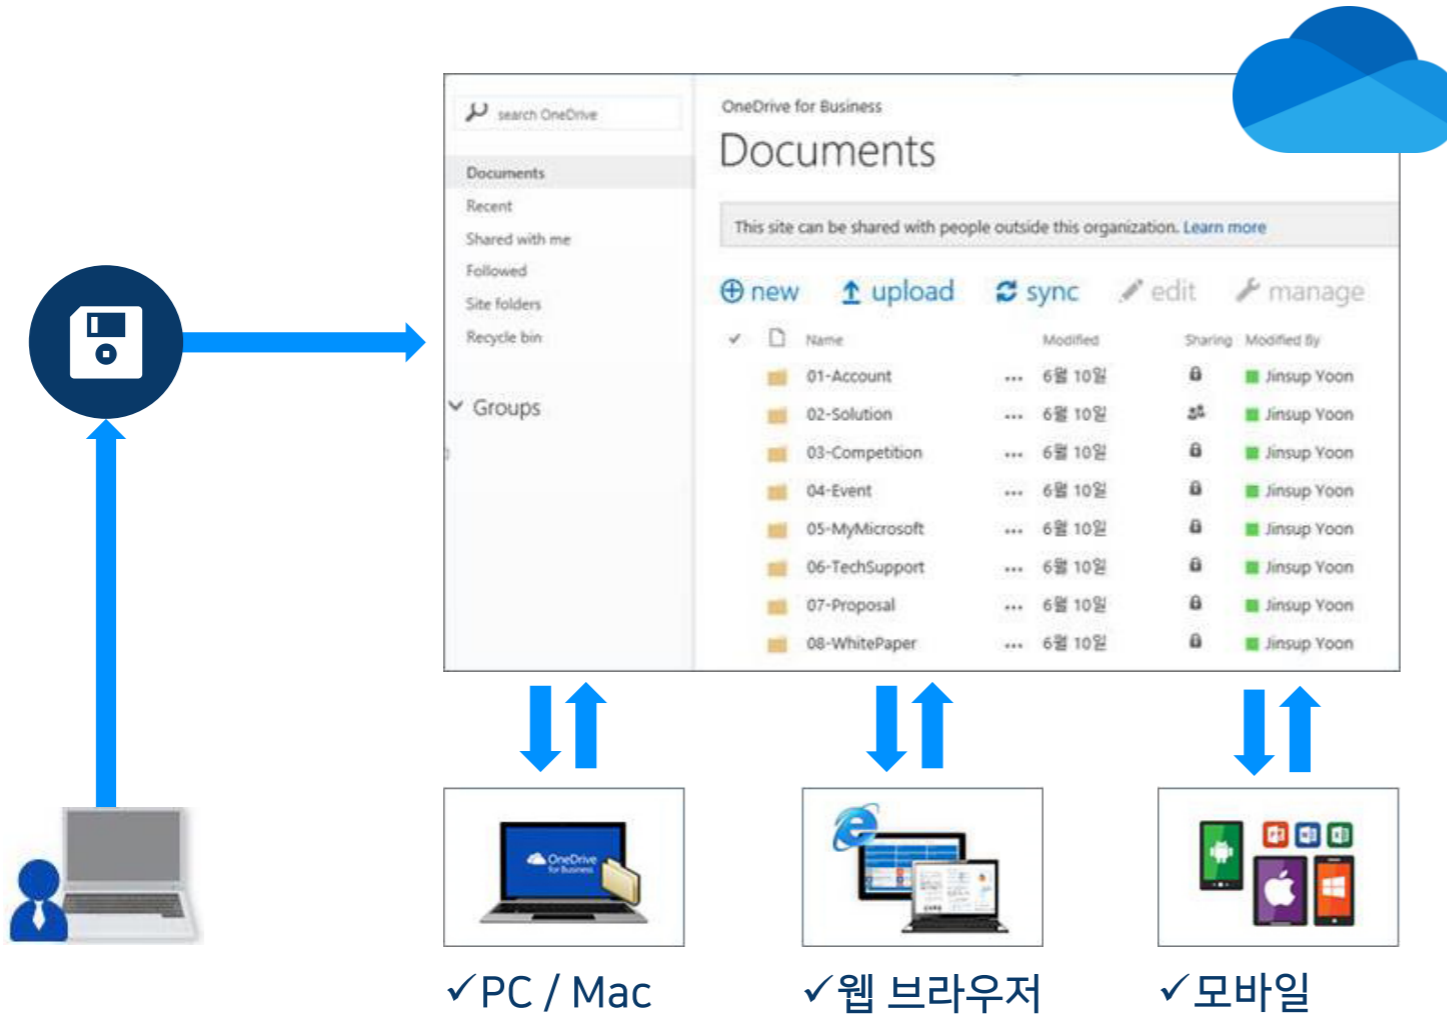 search OneDrive
Documents
Recent
Shared with me
Followed
Site folders
Recycle bin
Groups
OneDrive for Business
Documents
This site can be shared with people outside this organization. Learn more
new upload sync edit manage
Name Modified Sharing Modified By
01-Account ... 6월 10일 Jinsup Yoon
02-Solution ... 6월 10일 Jinsup Yoon
03-Competition ... 6월 10일 Jinsup Yoon
04-Event ... 6월 10일 Jinsup Yoon
05-MyMicrosoft ... 6월 10일 Jinsup Yoon
06-TechSupport ... 6월 10일 Jinsup Yoon
07-Proposal ... 6월 10일 Jinsup Yoon
08-WhitePaper ... 6월 10일 Jinsup Yoon
OneDrive
for Business
✓PC / Mac
✓웹 브라우저
✓모바일